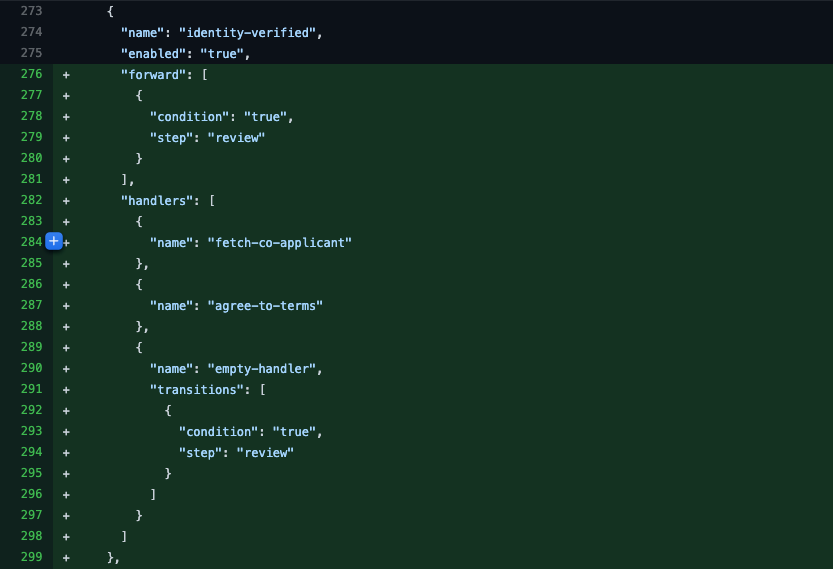 273 {
274 "name": "identity-verified",
275 "enabled": "true",
276 + "forward": [
277 + {
278 + "condition": "true",
279 + "step": "review"
280 + }
281 + ],
282 + "handlers": [
283 + {
284 + "name": "fetch-co-applicant"
285 + },
286 + {
287 + "name": "agree-to-terms"
288 + },
289 + {
290 + "name": "empty-handler",
291 + "transitions": [
292 + {
293 + "condition": "true",
294 + "step": "review"
295 + }
296 + ]
297 + }
298 + ]
299 + },